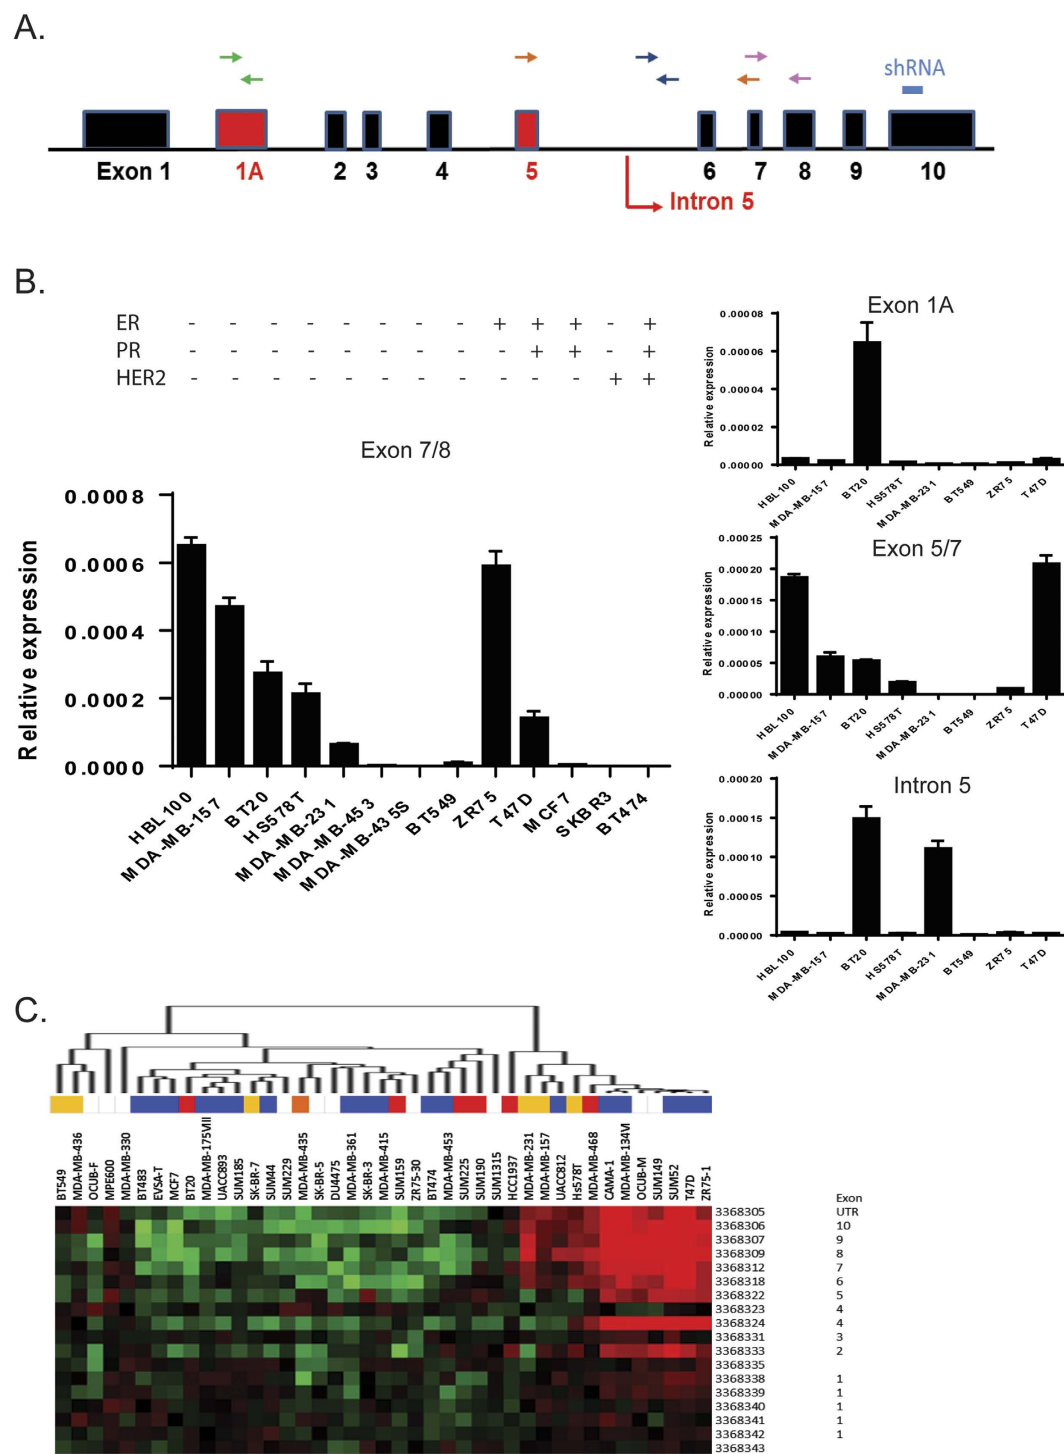 A.
shRNA
Exon 1 1A 2 3 4 5 6 7 8 9 10
Intron 5
B.
ER - - - - - - - - + + + - +
PR - - - - - - - - - + + - +
HER2 - - - - - - - - - - - + +
Exon 7/8
Relative expression
0.0008
0.0006
0.0004
0.0002
0.0000
HBL100
MDA-MB-157
BT20
HS578T
MDA-MB-231
MDA-MB-453
MDA-MB-435S
BT549
ZR75
T47D
MCF7
SKBR3
BT474
Exon 1A
Relative expression
0.00008
0.00006
0.00004
0.00002
0.00000
HBL100
MDA-MB-157
BT20
HS578T
MDA-MB-231
BT549
ZR75
T47D
Exon 5/7
Relative expression
0.00025
0.00020
0.00015
0.00010
0.00005
0.00000
HBL100
MDA-MB-157
BT20
HS578T
MDA-MB-231
BT549
ZR75
T47D
Intron 5
Relative expression
0.00020
0.00015
0.00010
0.00005
0.00000
HBL100
MDA-MB-157
BT20
HS578T
MDA-MB-231
BT549
ZR75
T47D
C.
BT549
MDA-MB-436
OCUB-F
MPE600
MDA-MB-330
BT483
EVSA-T
MCF7
BT20
MDA-MB-175VIII
UACC893
SUM185
SK-BR-7
SUM44
SUM229
MDA-MB-435
SK-BR-5
DU4475
MDA-MB-361
SK-BR-3
MDA-MB-415
SUM159
ZR75-30
BT474
MDA-MB-453
SUM225
SUM190
SUM1315
HCC1937
MDA-MB-231
MDA-MB-157
UACC812
Hs578T
MDA-MB-468
CAMA-1
MDA-MB-134VI
OCUB-M
SUM149
SUM52
T47D
ZR75-1
Exon
3368305 UTR
3368306 10
3368307 9
3368309 8
3368312 7
3368318 6
3368322 5
3368323 4
3368324 4
3368331 3
3368333 2
3368335
3368338 1
3368339 1
3368340 1
3368341 1
3368342 1
3368343